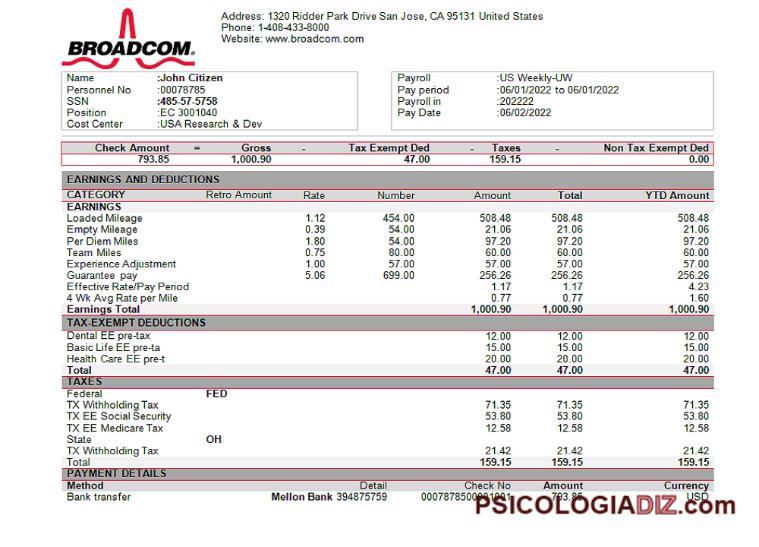 BROADCOM.
Address: 1320 Ridder Park Drive San Jose, CA 95131 United States
Phone: 1-408-433-8000
Website: www.broadcom.com
Name :John Citizen
Personnel No :00078785
SSN :485-57-5758
Position :EC 3001040
Cost Center :USA Research & Dev
Payroll :US Weekly-UW
Pay period :06/01/2022 to 06/01/2022
Payroll in :202222
Pay Date :06/02/2022
Check Amount = Gross - Tax Exempt Ded - Taxes - Non Tax Exempt Ded
793.85 1,000.90 47.00 159.15 0.00
EARNINGS AND DEDUCTIONS
CATEGORY Retro Amount Rate Number Amount Total YTD Amount
EARNINGS
Loaded Mileage 1.12 454.00 508.48 508.48 508.48
Empty Mileage 0.39 54.00 21.06 21.06 21.06
Per Diem Miles 1.80 54.00 97.20 97.20 97.20
Team Miles 0.75 80.00 60.00 60.00 60.00
Experience Adjustment 1.00 57.00 57.00 57.00 57.00
Guarantee pay 5.06 699.00 256.26 256.26 256.26
Effective Rate/Pay Period 1.17 1.17 4.23
4 Wk Avg Rate per Mile 0.77 0.77 1.60
Earnings Total 1,000.90 1,000.90 1,000.90
TAX-EXEMPT DEDUCTIONS
Dental EE pre-tax 12.00 12.00 12.00
Basic Life EE pre-ta 15.00 15.00 15.00
Health Care EE pre-t 20.00 20.00 20.00
Total 47.00 47.00 47.00
TAXES
Federal FED
TX Withholding Tax 71.35 71.35 71.35
TX EE Social Security 53.80 53.80 53.80
TX EE Medicare Tax 12.58 12.58 12.58
State OH
TX Withholding Tax 21.42 21.42 21.42
Total 159.15 159.15 159.15
PAYMENT DETAILS
Method Detail Check No Amount Currency
Bank transfer Mellon Bank 394875759 793.85 USD
PSICOLOGIADIZ.com